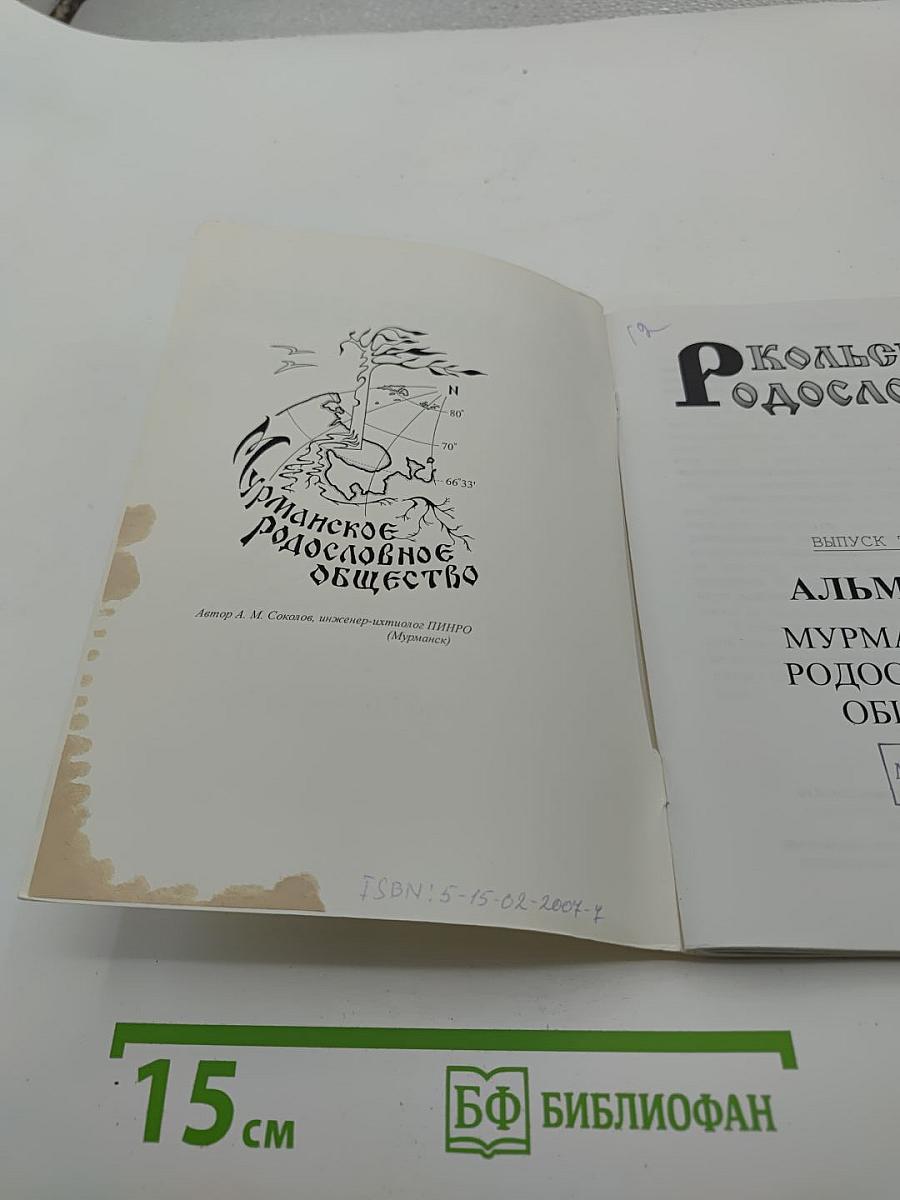 N
80°
70°
66°33'
Мурманское
родословное
общество
Автор А. М. Соколов, инженер-ихтиолог ПИНРО
(Мурманск)
ISBN: 5-15-02-2007-7
Кольс
Родосло
ВЫПУСК
АЛЬМ
МУРМА
РОДОС
ОБ
15 см
БФ БИБЛИОФАН